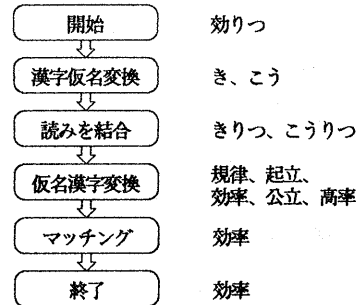 開始 効りつ
漢字仮名変換 き、こう
読みを結合 きりつ、こうりつ
仮名漢字変換 規律、起立、
効率、公立、高率
マッチング 効率
終了 効率